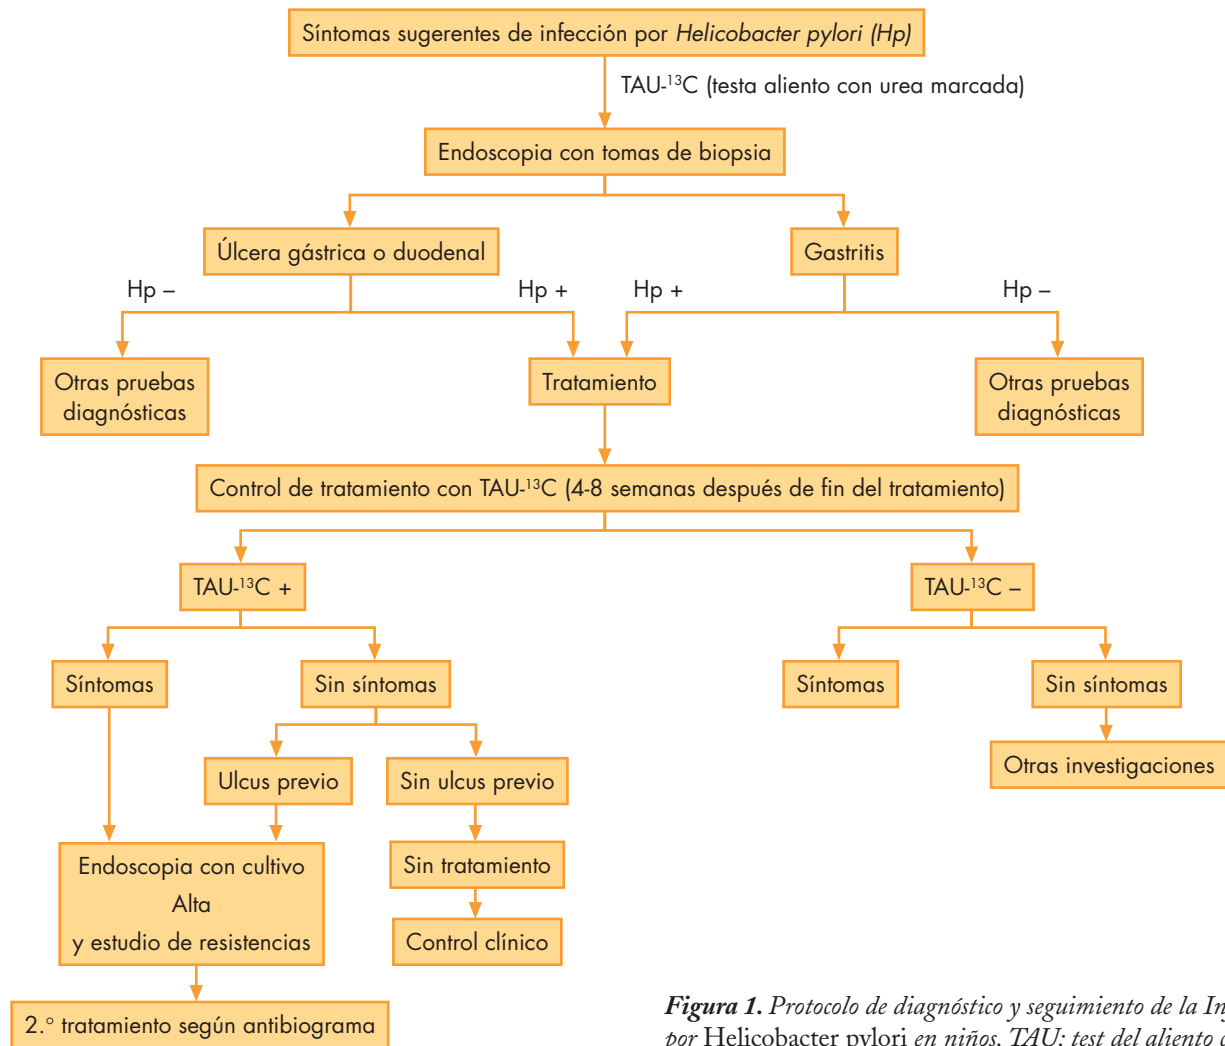 Síntomas sugerentes de infección por Helicobacter pylori (Hp)
TAU-¹³C (testa aliento con urea marcada)
Endoscopia con tomas de biopsia
Úlcera gástrica o duodenal
Gastritis
Hp –
Hp +
Hp +
Hp –
Otras pruebas
diagnósticas
Tratamiento
Otras pruebas
diagnósticas
Control de tratamiento con TAU-¹³C (4-8 semanas después de fin del tratamiento)
TAU-¹³C +
TAU-¹³C –
Síntomas
Sin síntomas
Síntomas
Sin síntomas
Otras investigaciones
Ulcus previo
Sin ulcus previo
Endoscopia con cultivo
Alta
y estudio de resistencias
Sin tratamiento
Control clínico
2.° tratamiento según antibiograma
Figura 1. Protocolo de diagnóstico y seguimiento de la
por Helicobacter pylori en niños. TAU: test del aliento